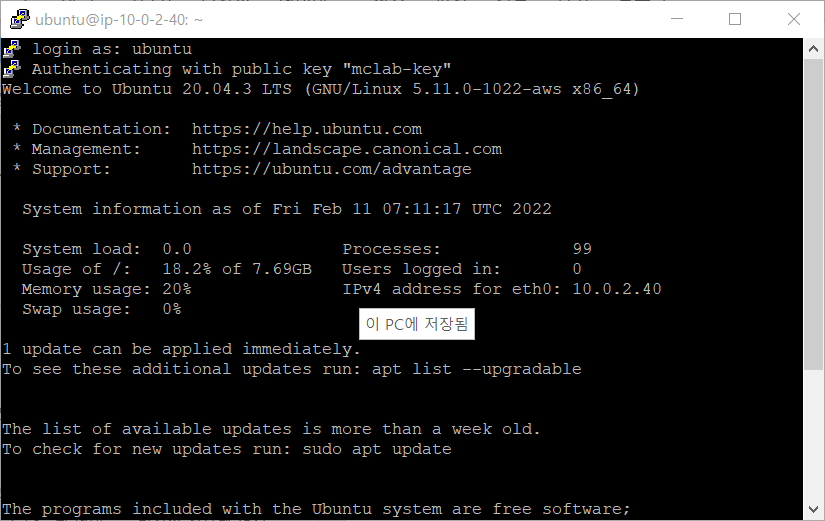 ubuntu@ip-10-0-2-40: ~
login as: ubuntu
Authenticating with public key "mclab-key"
Welcome to Ubuntu 20.04.3 LTS (GNU/Linux 5.11.0-1022-aws x86_64)
* Documentation:  https://help.ubuntu.com
* Management:     https://landscape.canonical.com
* Support:        https://ubuntu.com/advantage
System information as of Fri Feb 11 07:11:17 UTC 2022
System load:  0.0               Processes:             99
Usage of /:   18.2% of 7.69GB   Users logged in:       0
Memory usage: 20%               IPv4 address for eth0: 10.0.2.40
Swap usage:   0%
이 PC에 저장됨
1 update can be applied immediately.
To see these additional updates run: apt list --upgradable
The list of available updates is more than a week old.
To check for new updates run: sudo apt update
The programs included with the Ubuntu system are free software;